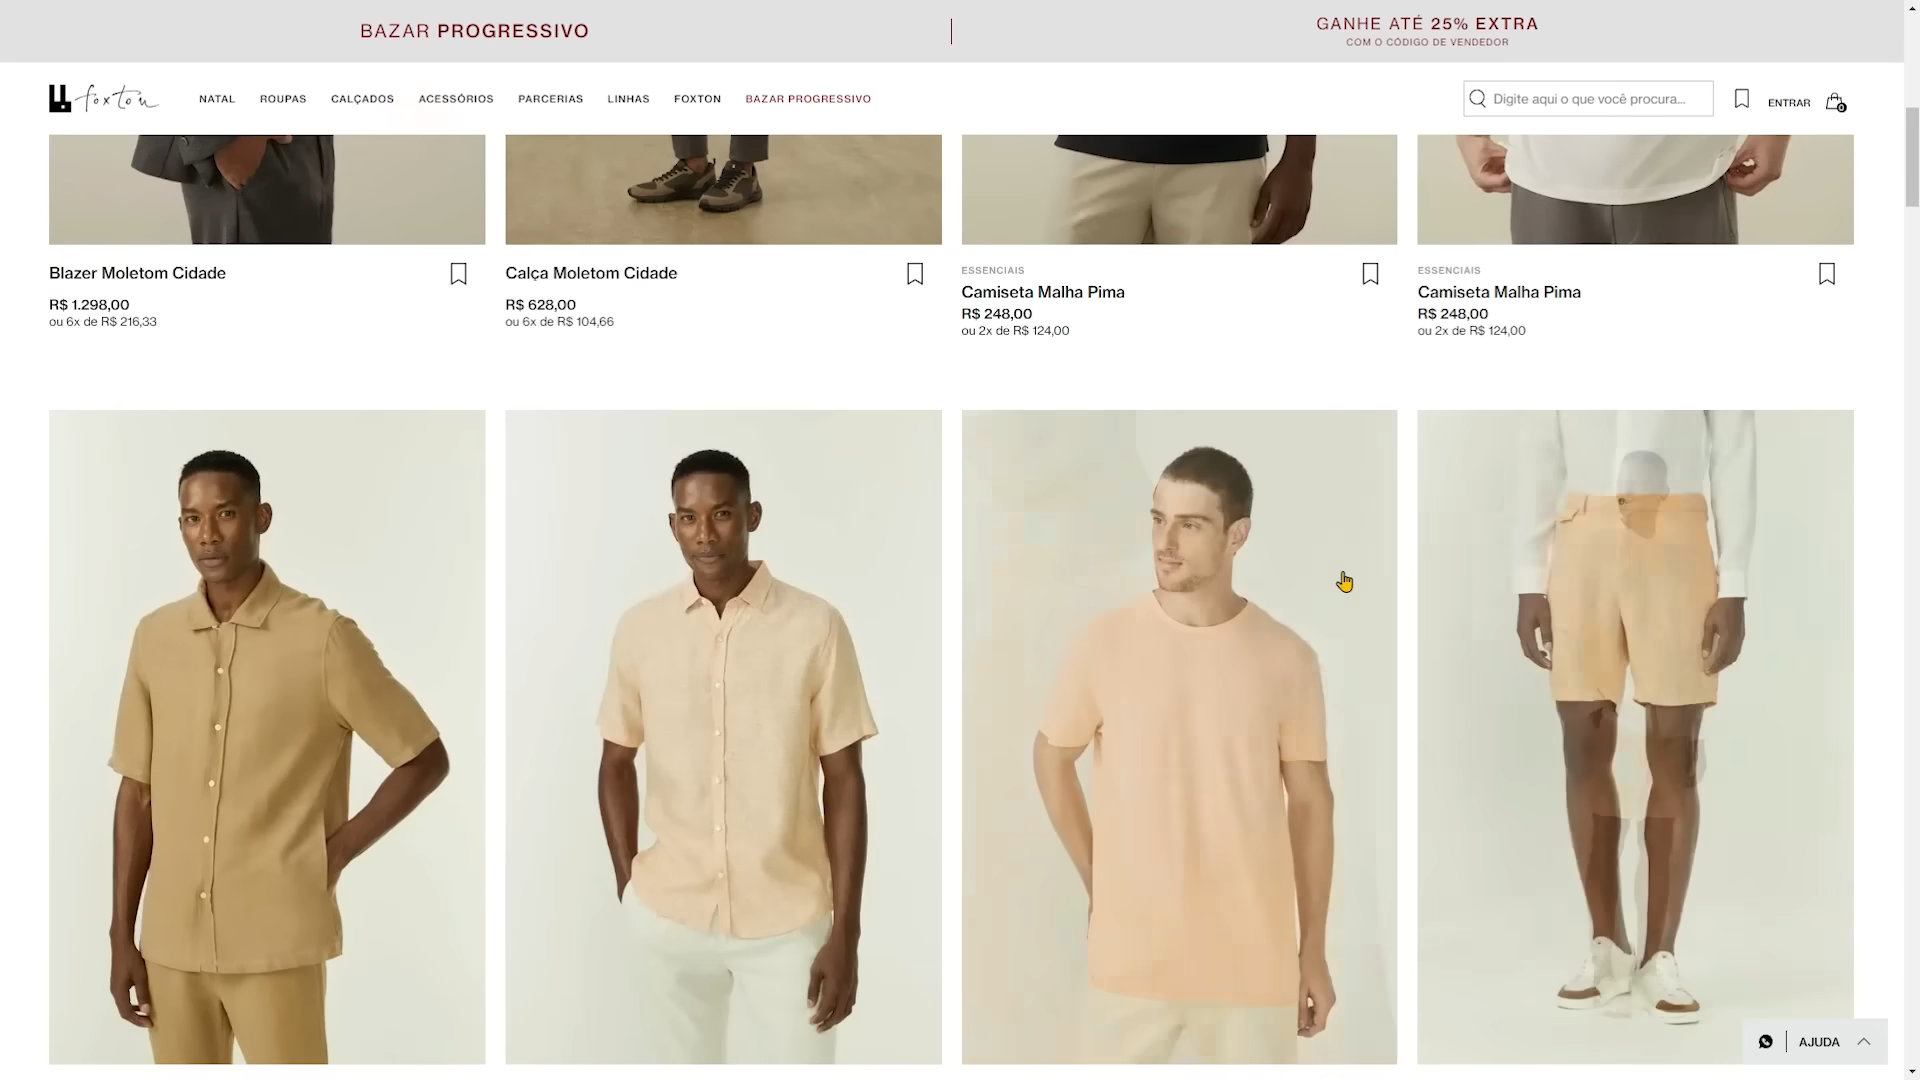 BAZAR PROGRESSIVO
GANHE ATÉ 25% EXTRA
COM O CÓDIGO DE VENDEDOR
foxton
NATAL
ROUPAS
CALÇADOS
ACESSÓRIOS
PARCERIAS
LINHAS
FOXTON
BAZAR PROGRESSIVO
Digite aqui o que você procura...
ENTRAR
0
Blazer Moletom Cidade
R$ 1.298,00
ou 6x de R$ 216,33
Calça Moletom Cidade
R$ 628,00
ou 6x de R$ 104,66
ESSENCIAIS
Camiseta Malha Pima
R$ 248,00
ou 2x de R$ 124,00
ESSENCIAIS
Camiseta Malha Pima
R$ 248,00
ou 2x de R$ 124,00
AJUDA